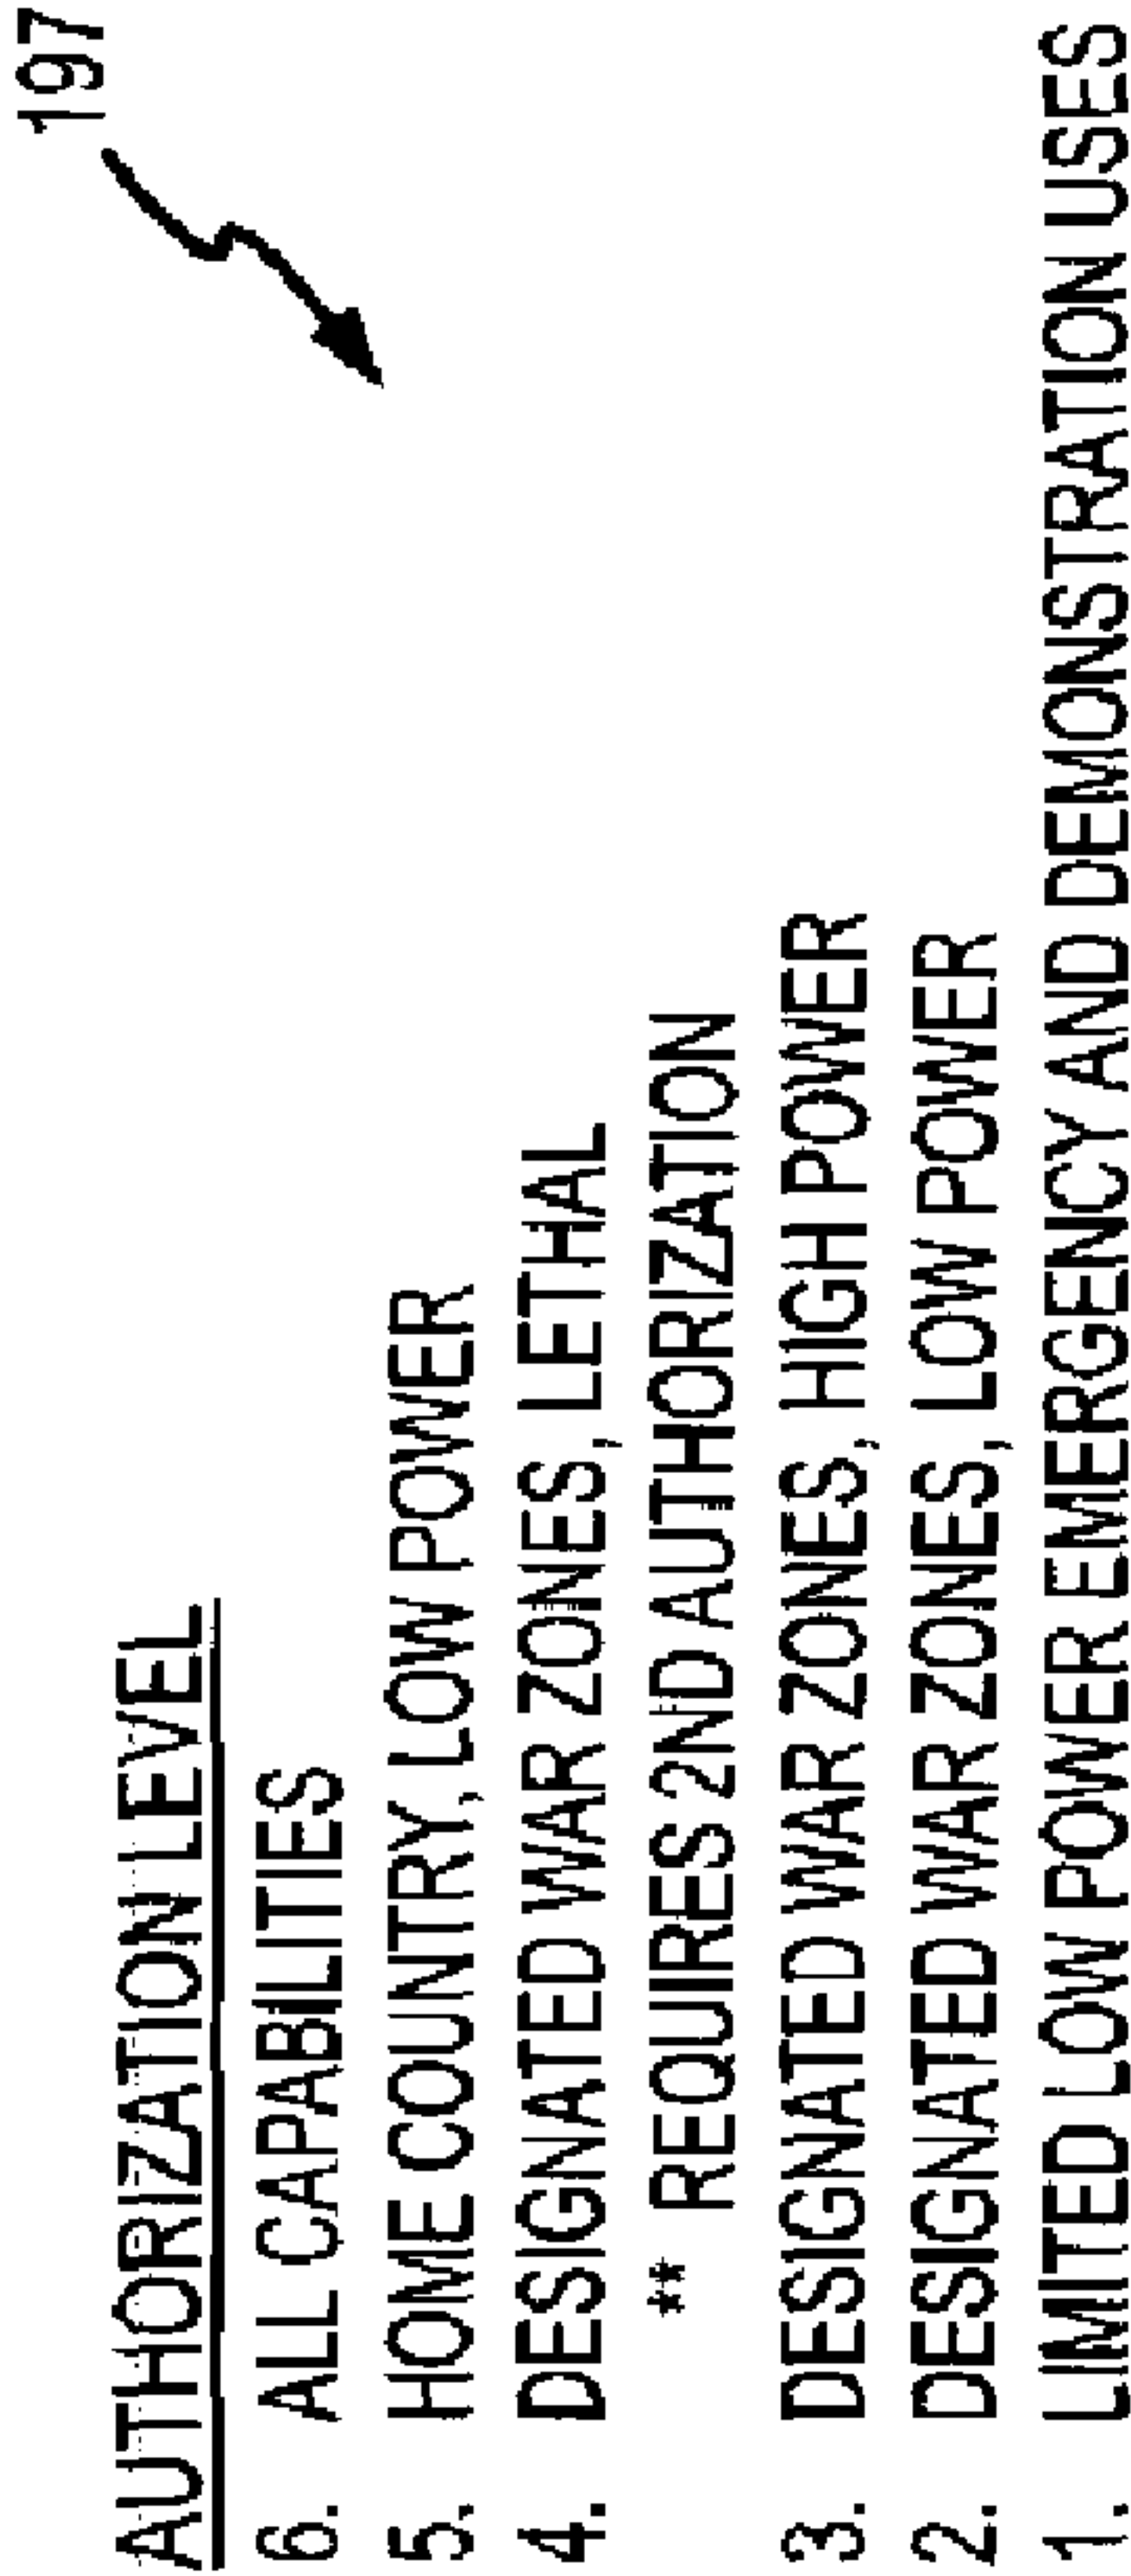 197
AUTHORIZATION LEVEL
6. ALL CAPABILITIES
5. HOME COUNTRY, LOW POWER
4. DESIGNATED WAR ZONES, LETHAL
** REQUIRES 2ND AUTHORIZATION
3. DESIGNATED WAR ZONES, HIGH POWER
2. DESIGNATED WAR ZONES, LOW POWER
1. LIMITED LOW POWER EMERGENCY AND DEMONSTRATION USES